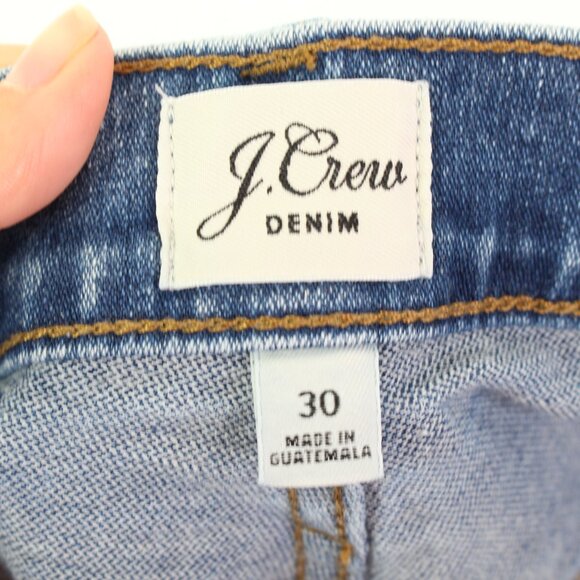 J.Crew
DENIM
30
MADE IN
GUATEMALA